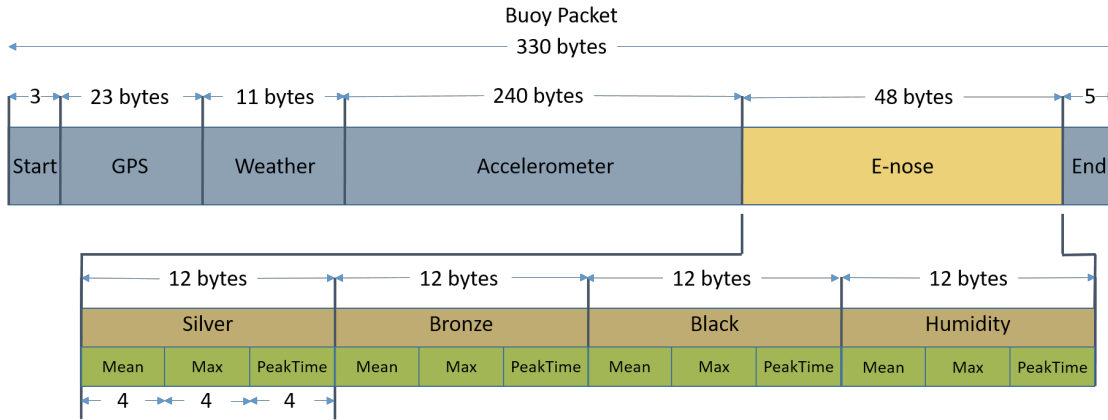 Buoy Packet
330 bytes
3 23 bytes 11 bytes 240 bytes 48 bytes 5
Start GPS Weather Accelerometer E-nose End
12 bytes 12 bytes 12 bytes 12 bytes
Silver Bronze Black Humidity
Mean Max PeakTime Mean Max PeakTime Mean Max PeakTime Mean Max PeakTime
4 4 4